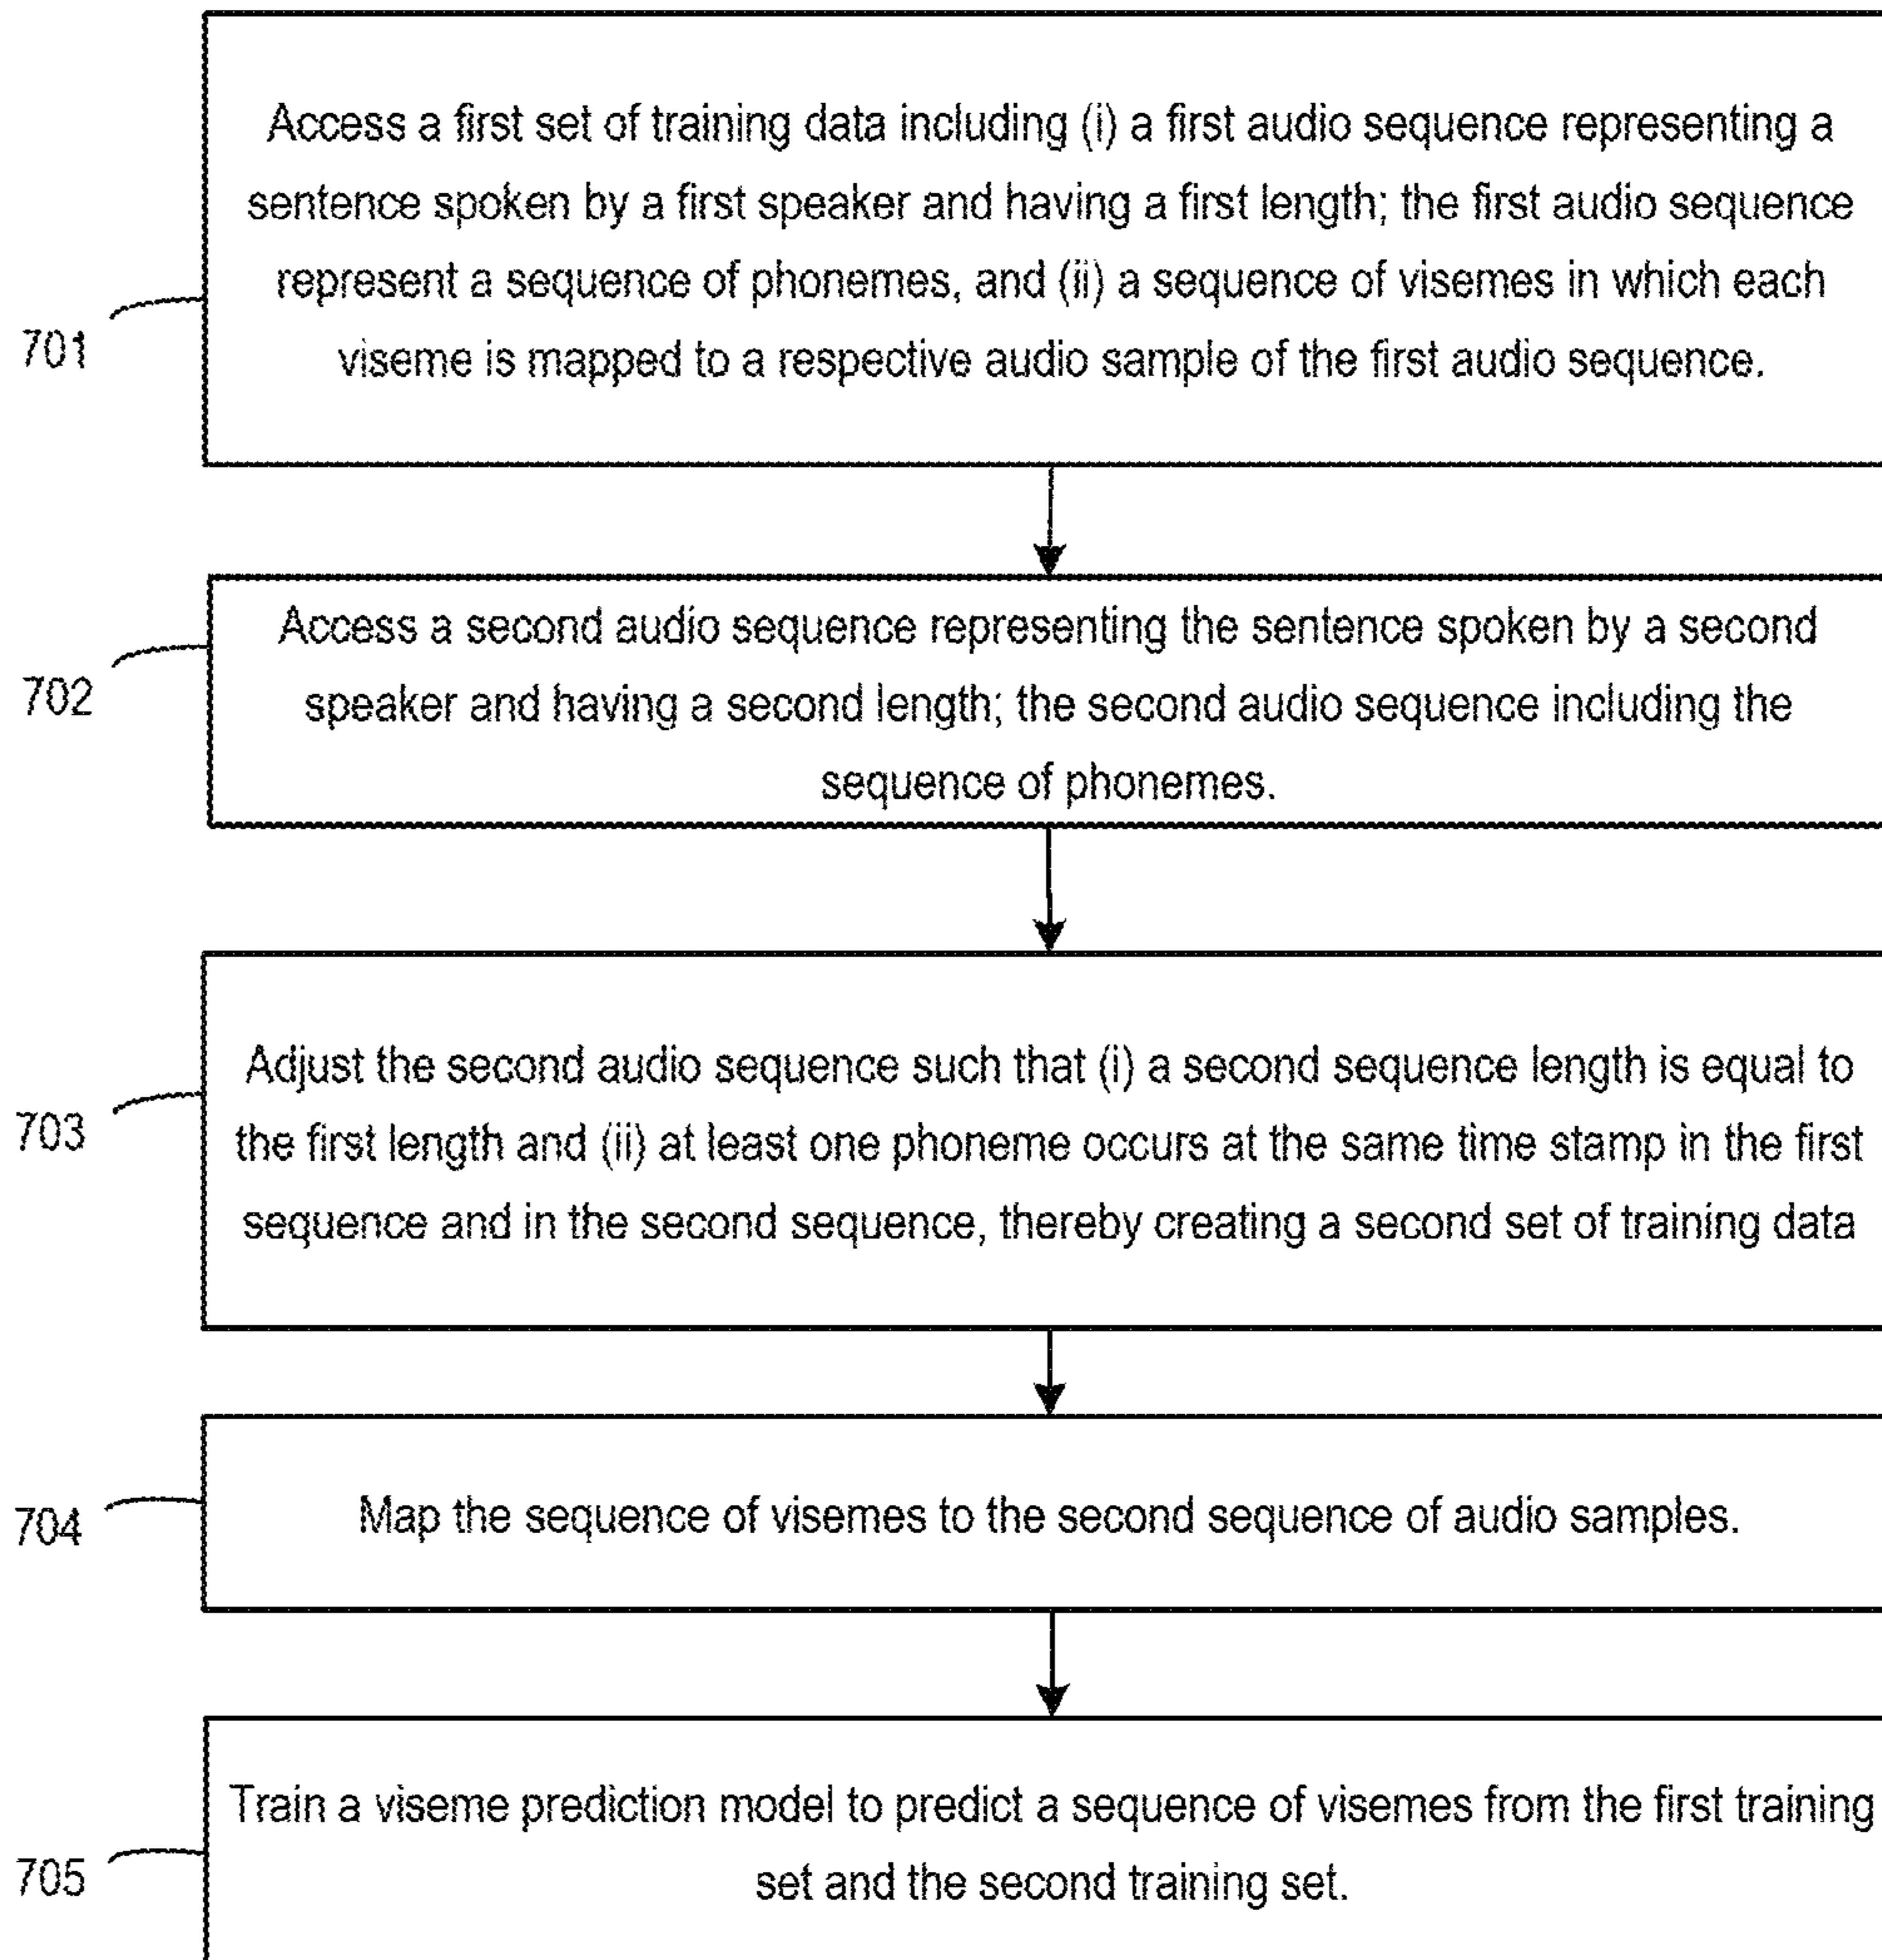 Access a first set of training data including (i) a first audio sequence representing a
sentence spoken by a first speaker and having a first length; the first audio sequence
represent a sequence of phonemes, and (ii) a sequence of visemes in which each
viseme is mapped to a respective audio sample of the first audio sequence.
701
Access a second audio sequence representing the sentence spoken by a second
speaker and having a second length; the second audio sequence including the
sequence of phonemes.
702
Adjust the second audio sequence such that (i) a second sequence length is equal to
the first length and (ii) at least one phoneme occurs at the same time stamp in the first
sequence and in the second sequence, thereby creating a second set of training data
703
Map the sequence of visemes to the second sequence of audio samples.
704
Train a viseme prediction model to predict a sequence of visemes from the first training
set and the second training set.
705